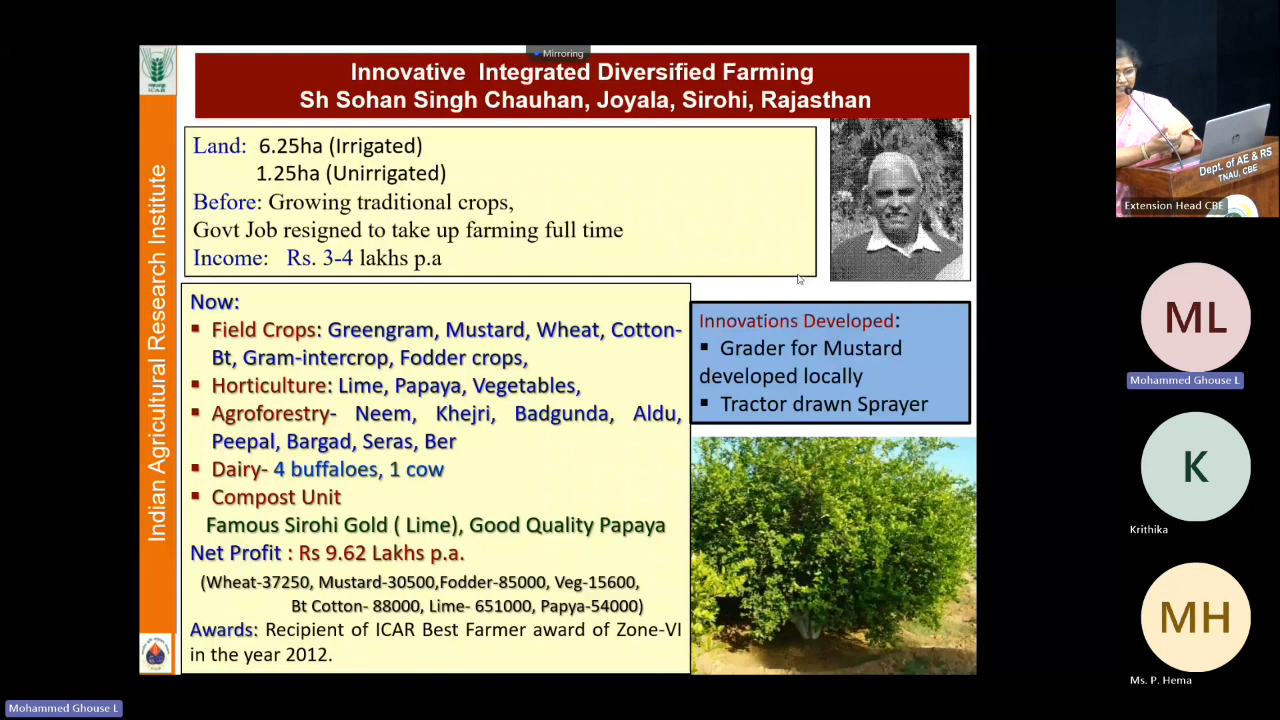 Mirroring
Innovative Integrated Diversified Farming
Sh Sohan Singh Chauhan, Joyala, Sirohi, Rajasthan
ICAR
Indian Agricultural Research Institute
Land: 6.25ha (Irrigated)
1.25ha (Unirrigated)
Before: Growing traditional crops,
Govt Job resigned to take up farming full time
Income: Rs. 3-4 lakhs p.a
Now:
▪ Field Crops: Greengram, Mustard, Wheat, Cotton-
Bt, Gram-intercrop, Fodder crops,
▪ Horticulture: Lime, Papaya, Vegetables,
▪ Agroforestry- Neem, Khejri, Badgunda, Aldu,
Peepal, Bargad, Seras, Ber
▪ Dairy- 4 buffaloes, 1 cow
▪ Compost Unit
Famous Sirohi Gold ( Lime), Good Quality Papaya
Net Profit : Rs 9.62 Lakhs p.a.
(Wheat-37250, Mustard-30500,Fodder-85000, Veg-15600,
Bt Cotton- 88000, Lime- 651000, Papya-54000)
Awards: Recipient of ICAR Best Farmer award of Zone-VI
in the year 2012.
Innovations Developed:
▪ Grader for Mustard
developed locally
▪ Tractor drawn Sprayer
Dept. of AE & RS
TNAU, CBE
Extension Head CBE
ML
Mohammed Ghouse L
K
Krithika
MH
Ms. P. Hema
Mohammed Ghouse L